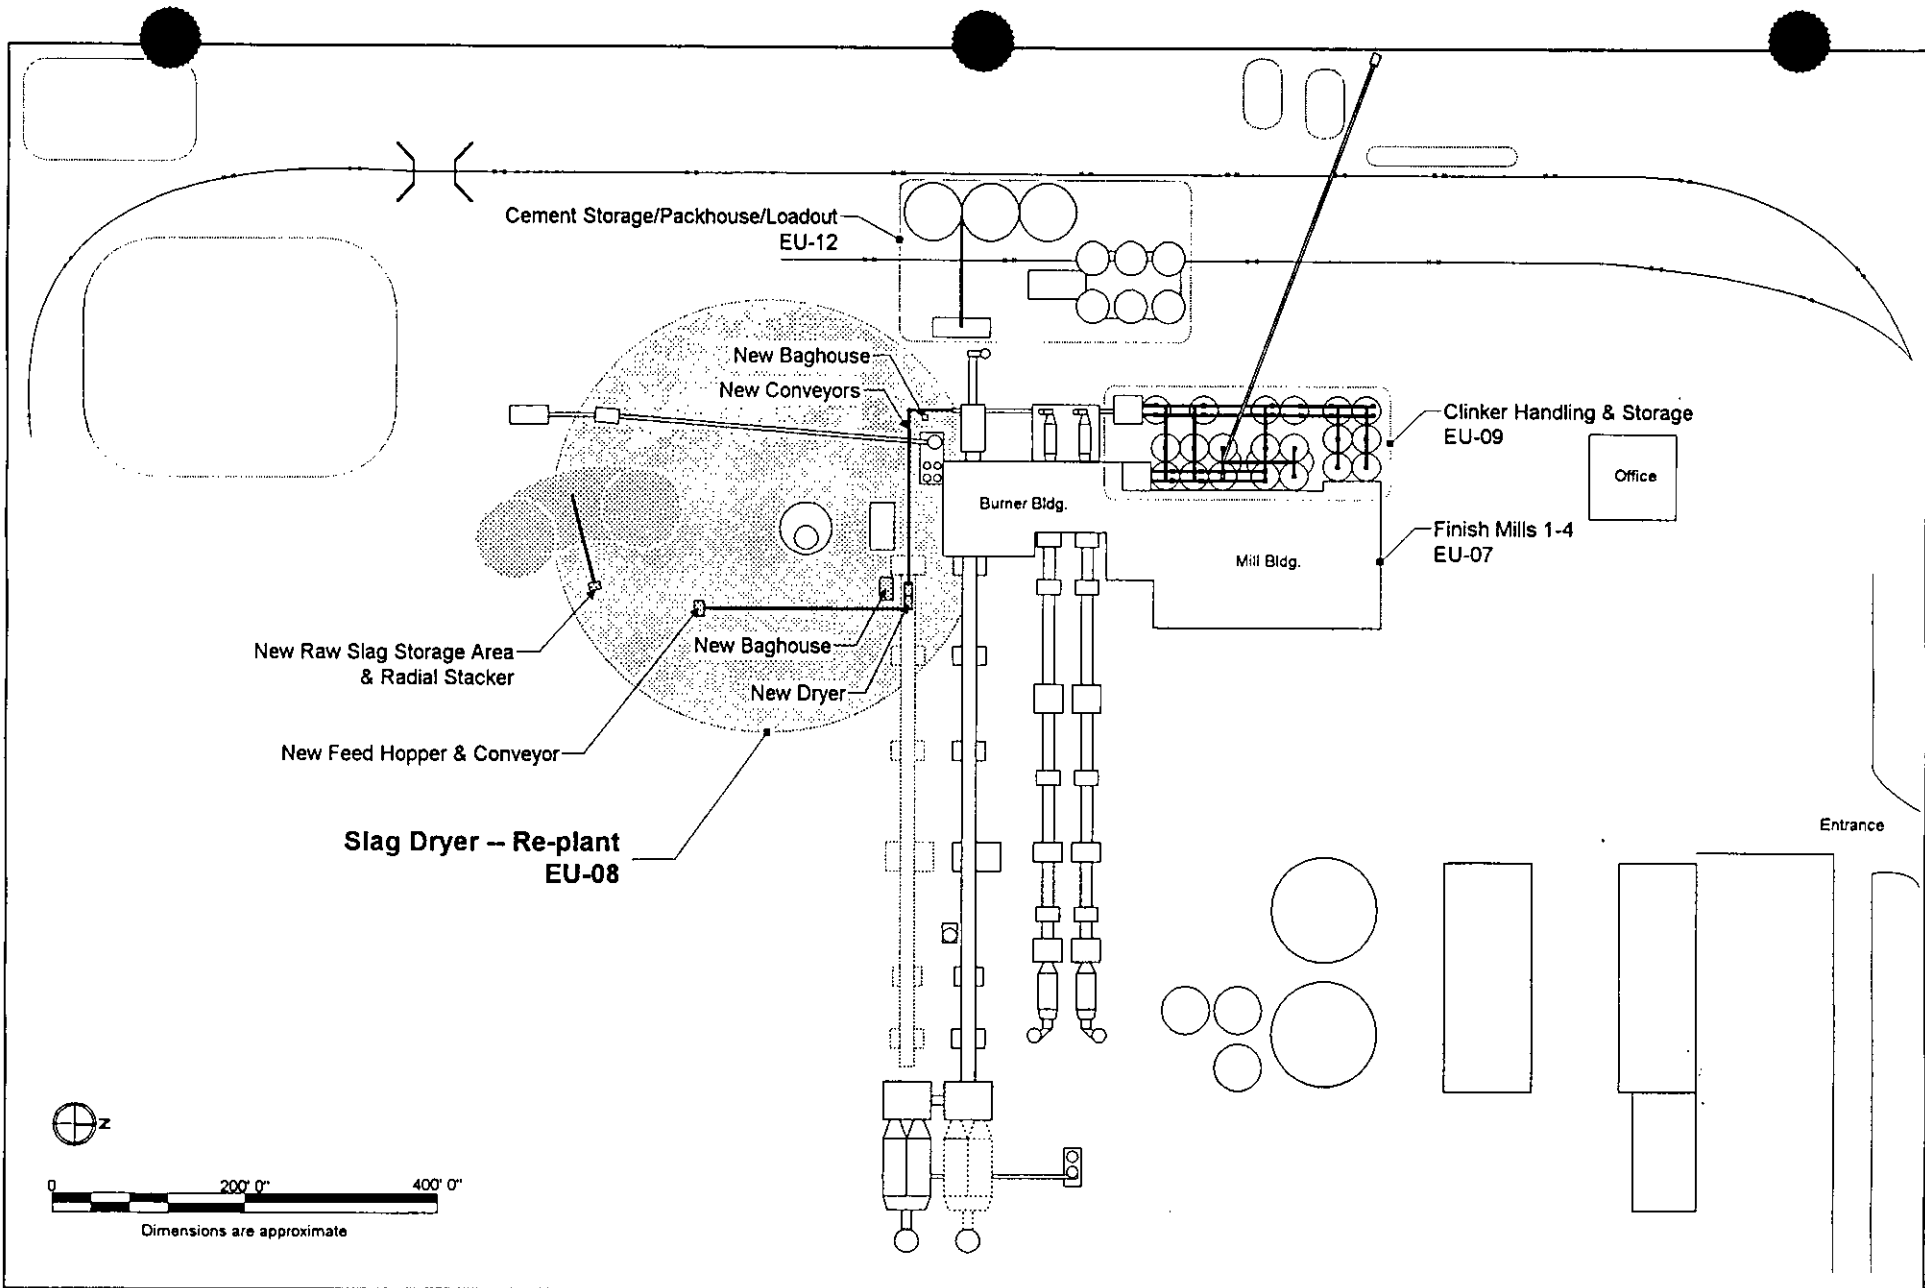 Cement Storage/Packhouse/Loadout
EU-12
New Baghouse
New Conveyors
Clinker Handling & Storage
EU-09
Office
Burner Bldg.
Finish Mills 1-4
EU-07
Mill Bldg.
New Raw Slag Storage Area
& Radial Stacker
New Baghouse
New Dryer
New Feed Hopper & Conveyor
Slag Dryer -- Re-plant
EU-08
Entrance
N
0 200' 0" 400' 0"
Dimensions are approximate